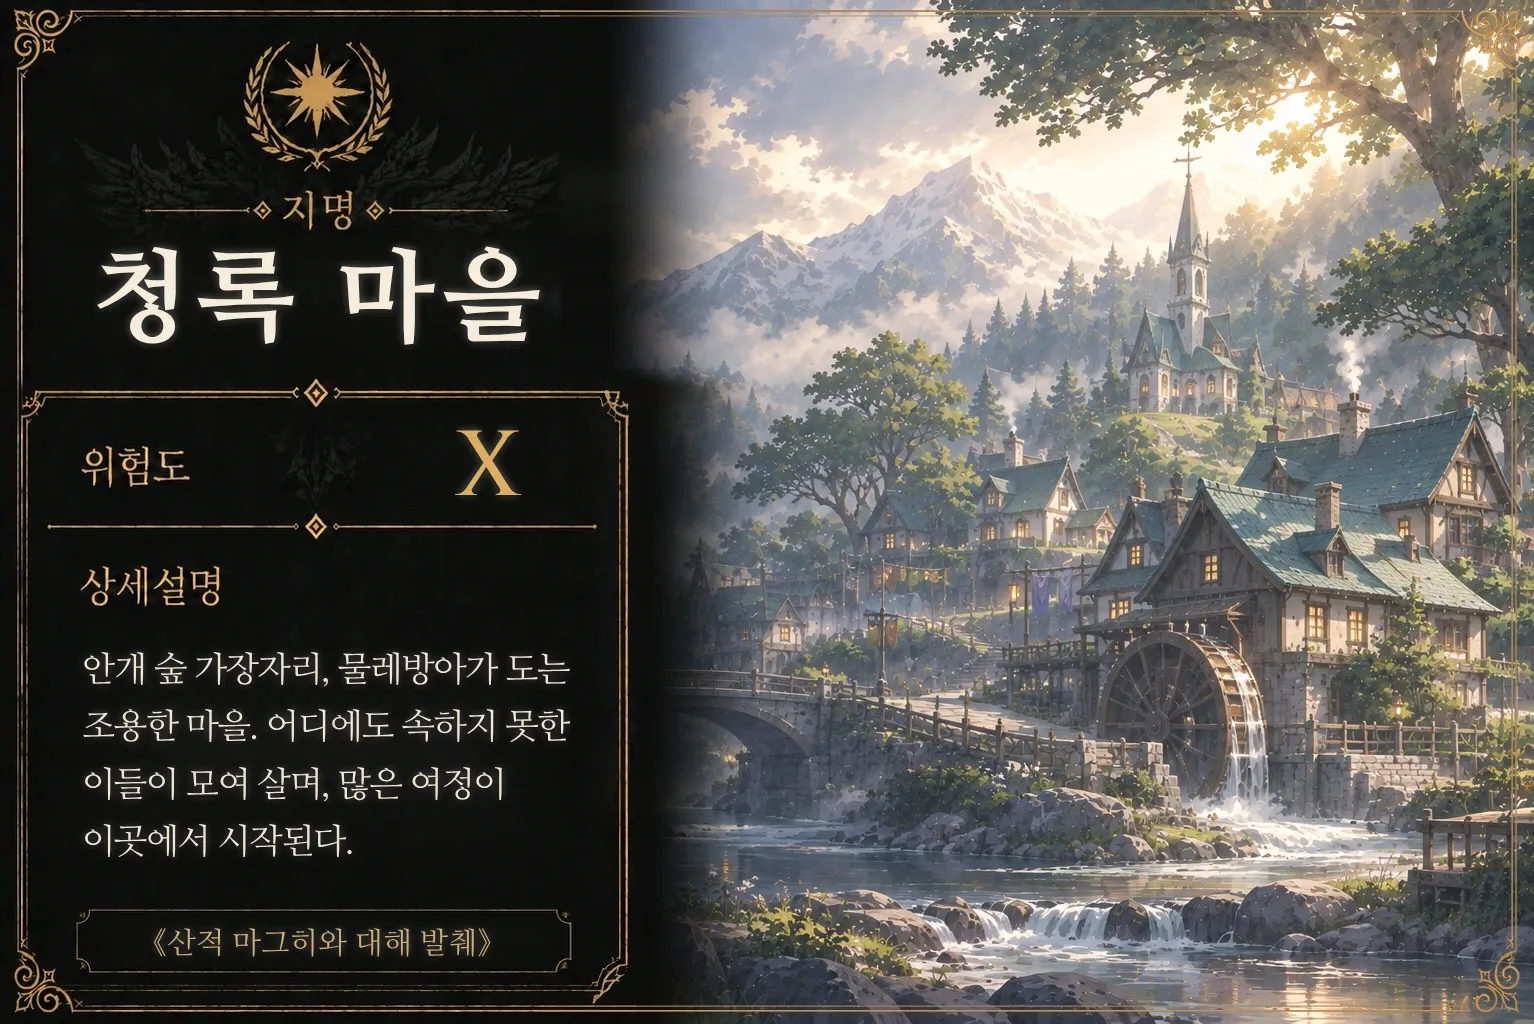 지명
청록 마을
위험도
X
상세설명
안개 숲 가장자리, 물레방아가 도는
조용한 마을. 어디에도 속하지 못한
이들이 모여 살며, 많은 여정이
이곳에서 시작된다.
《산적 마그히와 대해 발췌》